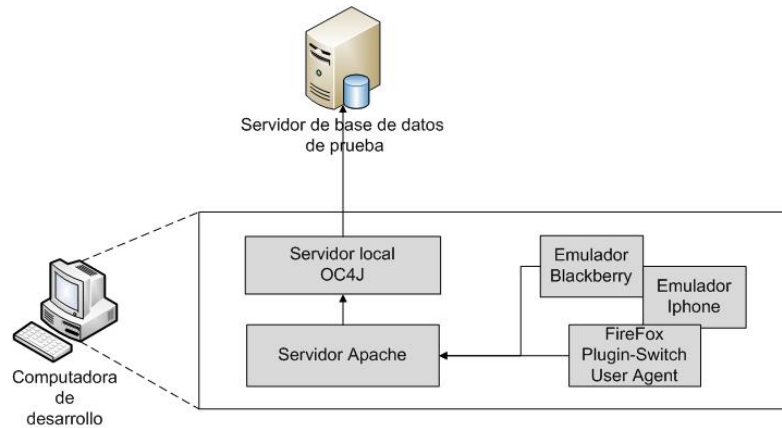 Servidor de base de datos
de prueba
Servidor local
OC4J
Emulador
Blackberry
Emulador
Iphone
Servidor Apache
FireFox
Plugin-Switch
User Agent
Computadora
de
desarrollo